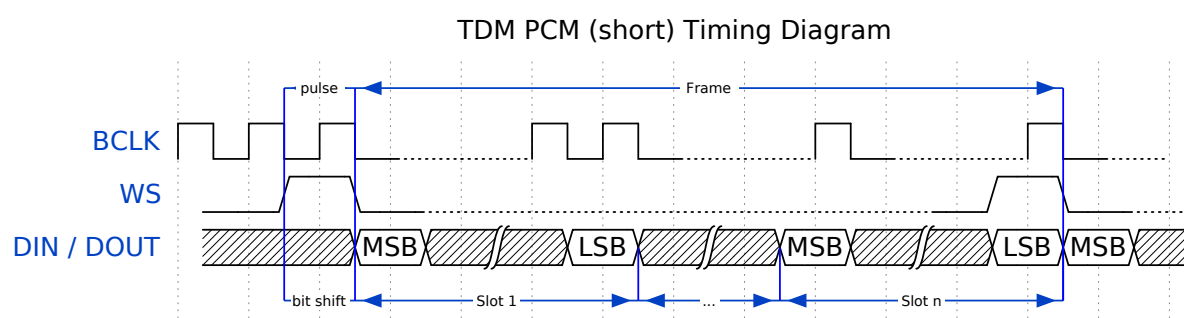 TDM PCM (short) Timing Diagram
pulse Frame
BCLK
WS
DIN / DOUT MSB LSB MSB LSB MSB
bit shift Slot 1 ... Slot n